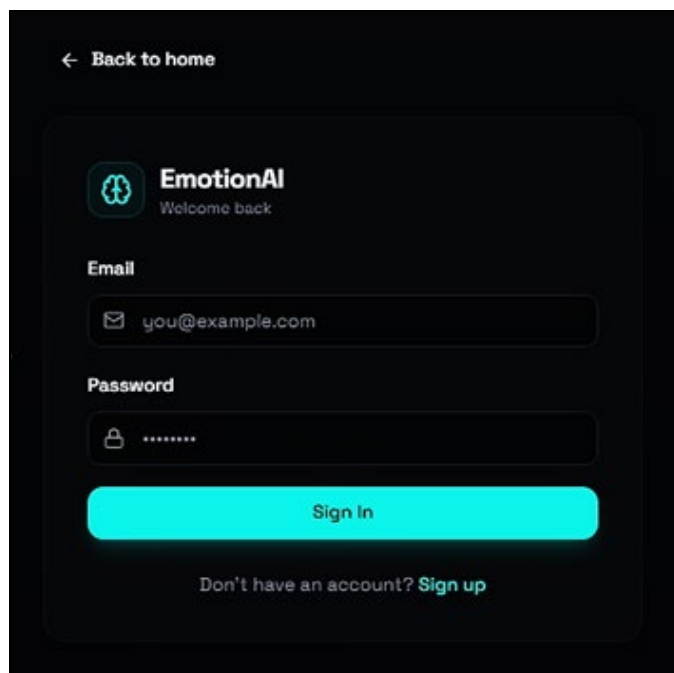 Back to home
EmotionAI
Welcome back
Email
you@example.com
Password
••••••••
Sign In
Don't have an account? Sign up